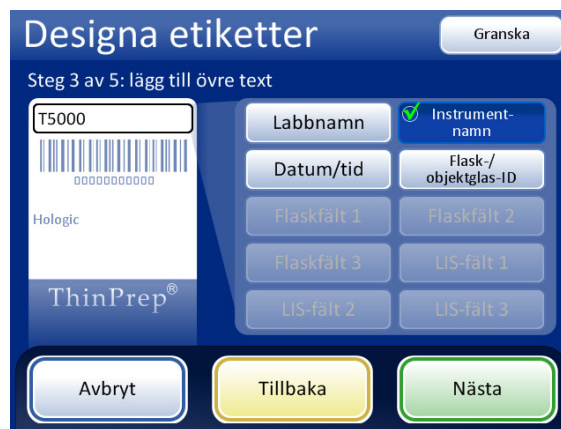 Designa etiketter
Granska
Steg 3 av 5: lägg till övre text
T5000
00000000000
Hologic
ThinPrep®
Labbnamn
Instrument-
namn
Datum/tid
Flask-/
objektglas-ID
Flaskfält 1
Flaskfält 2
Flaskfält 3
LIS-fält 1
LIS-fält 2
LIS-fält 3
Avbryt
Tillbaka
Nästa